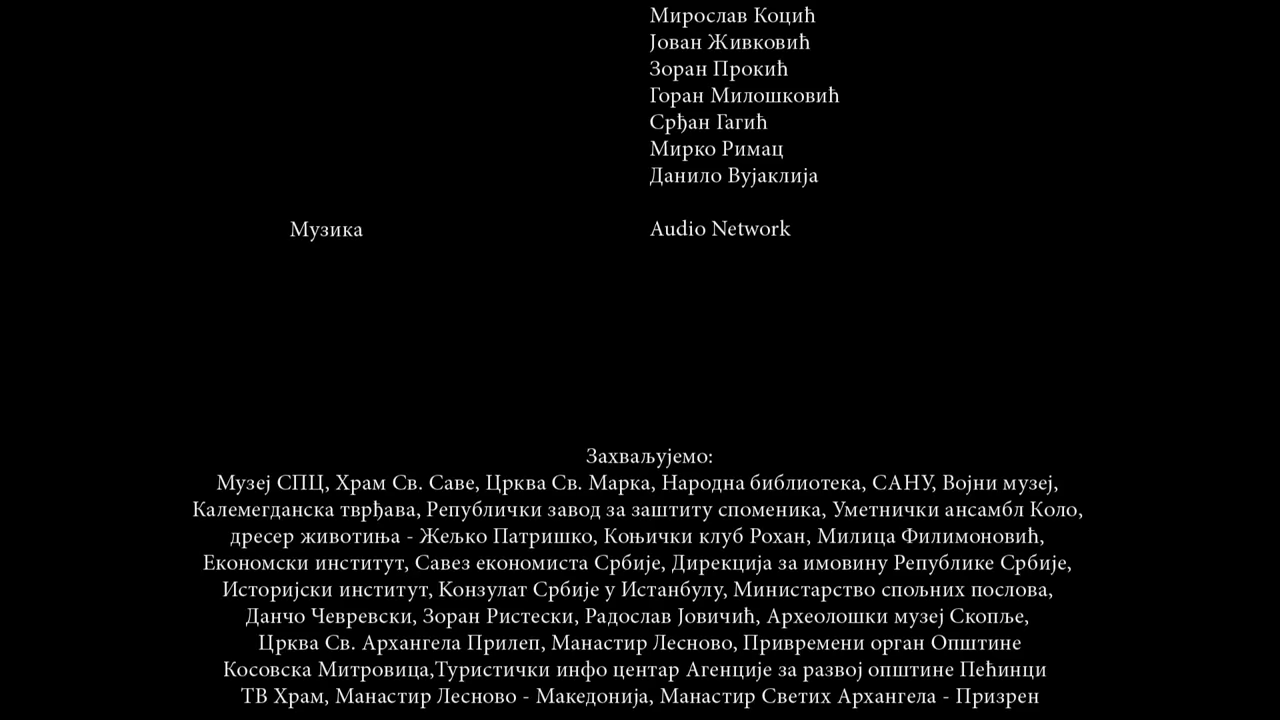 Мирослав Коцић
Јован Живковић
Зоран Прокић
Горан Милошковић
Срђан Гагић
Мирко Римац
Данило Вујаклија
Музика Audio Network
Захваљујемо:
Музеј СПЦ, Храм Св. Саве, Црква Св. Марка, Народна библиотека, САНУ, Војни музеј,
Калемегданска тврђава, Републички завод за заштиту споменика, Уметнички ансамбл Коло,
дресер животиња - Жељко Патришко, Коњички клуб Рохан, Милица Филимоновић,
Економски институт, Савез економиста Србије, Дирекција за имовину Републике Србије,
Историјски институт, Конзулат Србије у Истанбулу, Министарство спољних послова,
Данчо Чевревски, Зоран Ристески, Радослав Јовичић, Археолошки музеј Скопље,
Црква Св. Архангела Прилеп, Манастир Лесново, Привремени орган Општине
Косовска Митровица,Туристички инфо центар Агенције за развој општине Пећинци
ТВ Храм, Манастир Лесново - Македонија, Манастир Светих Архангела - Призрен